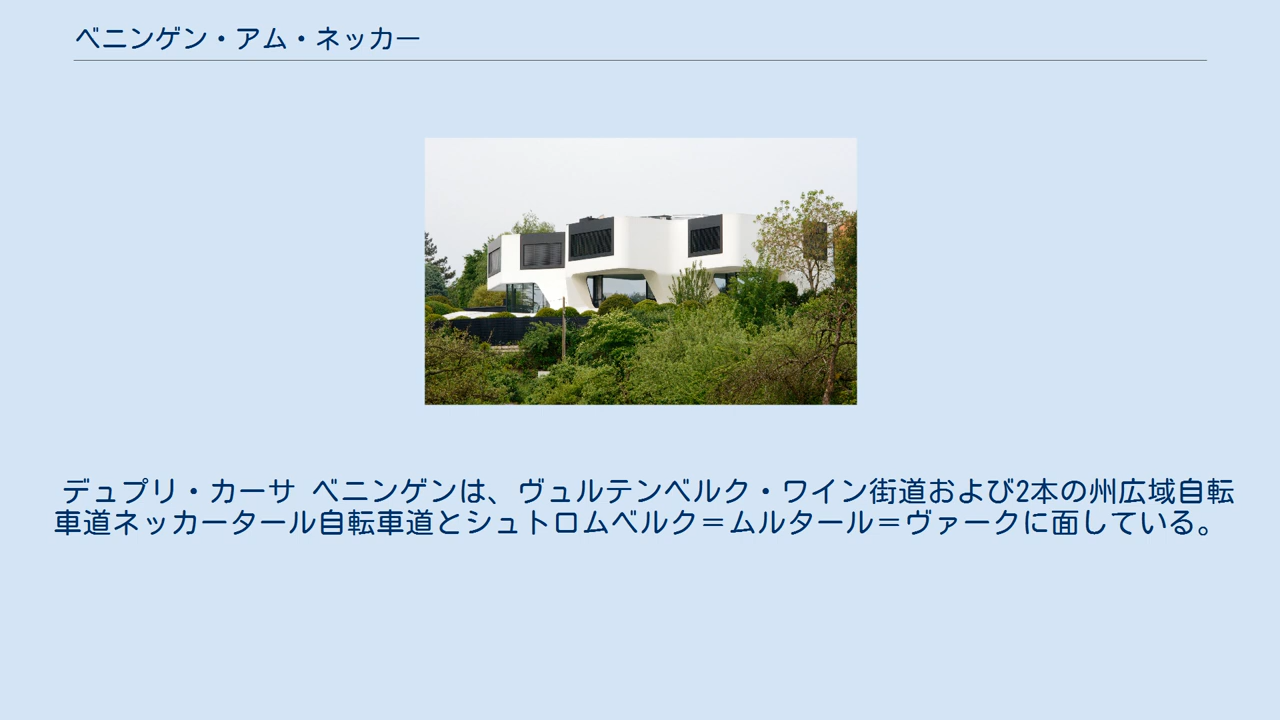 ベニンゲン・アム・ネッカー
デュプリ・カーサ ベニンゲンは、ヴュルテンベルク・ワイン街道および2本の州広域自転
車道ネッカータール自転車道とシュトロムベルク＝ムルタール＝ヴァークに面している。